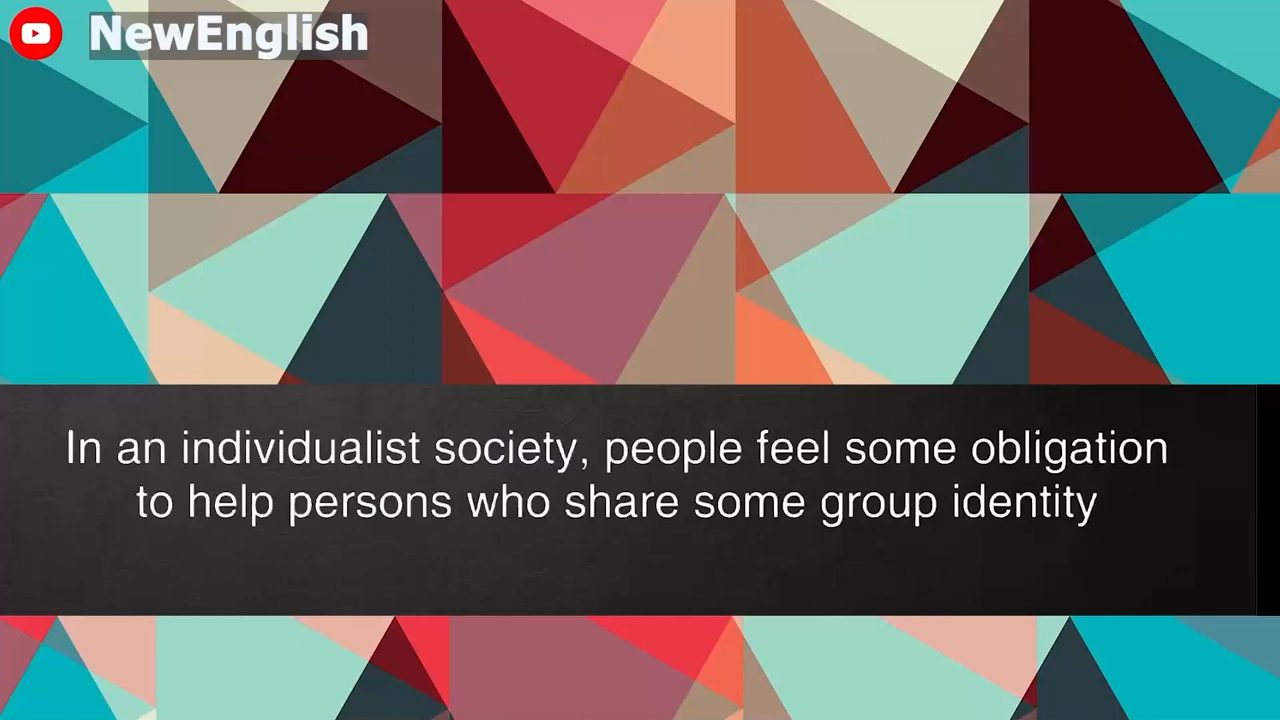 NewEnglish
In an individualist society, people feel some obligation
to help persons who share some group identity